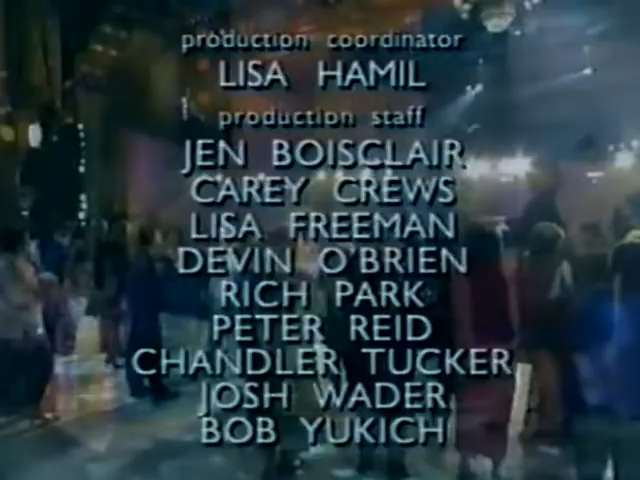 production coordinator
LISA HAMIL
production staff
JEN BOISCLAIR
CAREY CREWS
LISA FREEMAN
DEVIN O'BRIEN
RICH PARK
PETER REID
CHANDLER TUCKER
JOSH WADER
BOB YUKICH